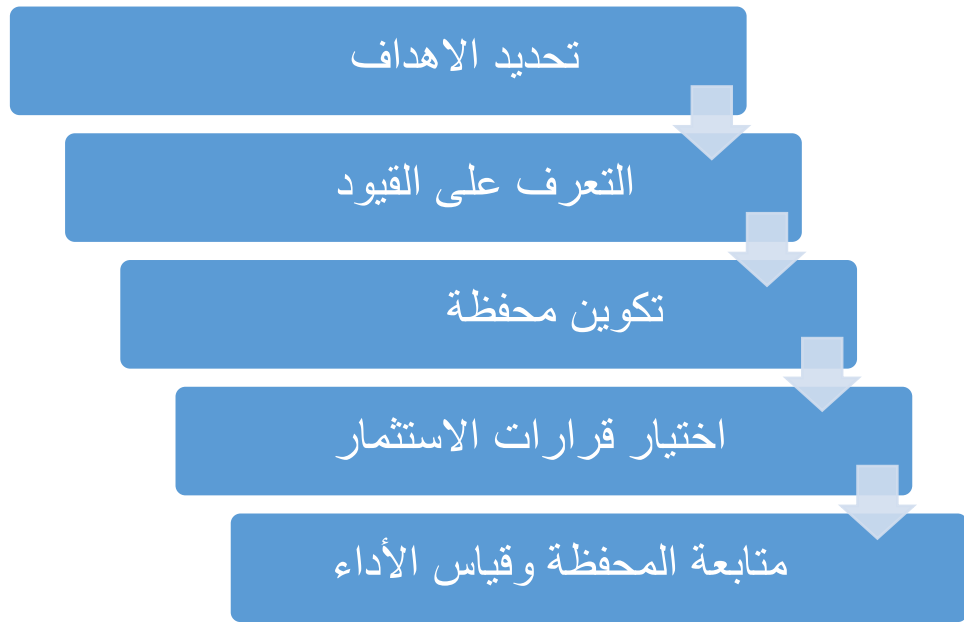 تحديد الاهداف
التعرف على القيود
تكوين محفظة
اختيار قرارات الاستثمار
متابعة المحفظة وقياس الأداء